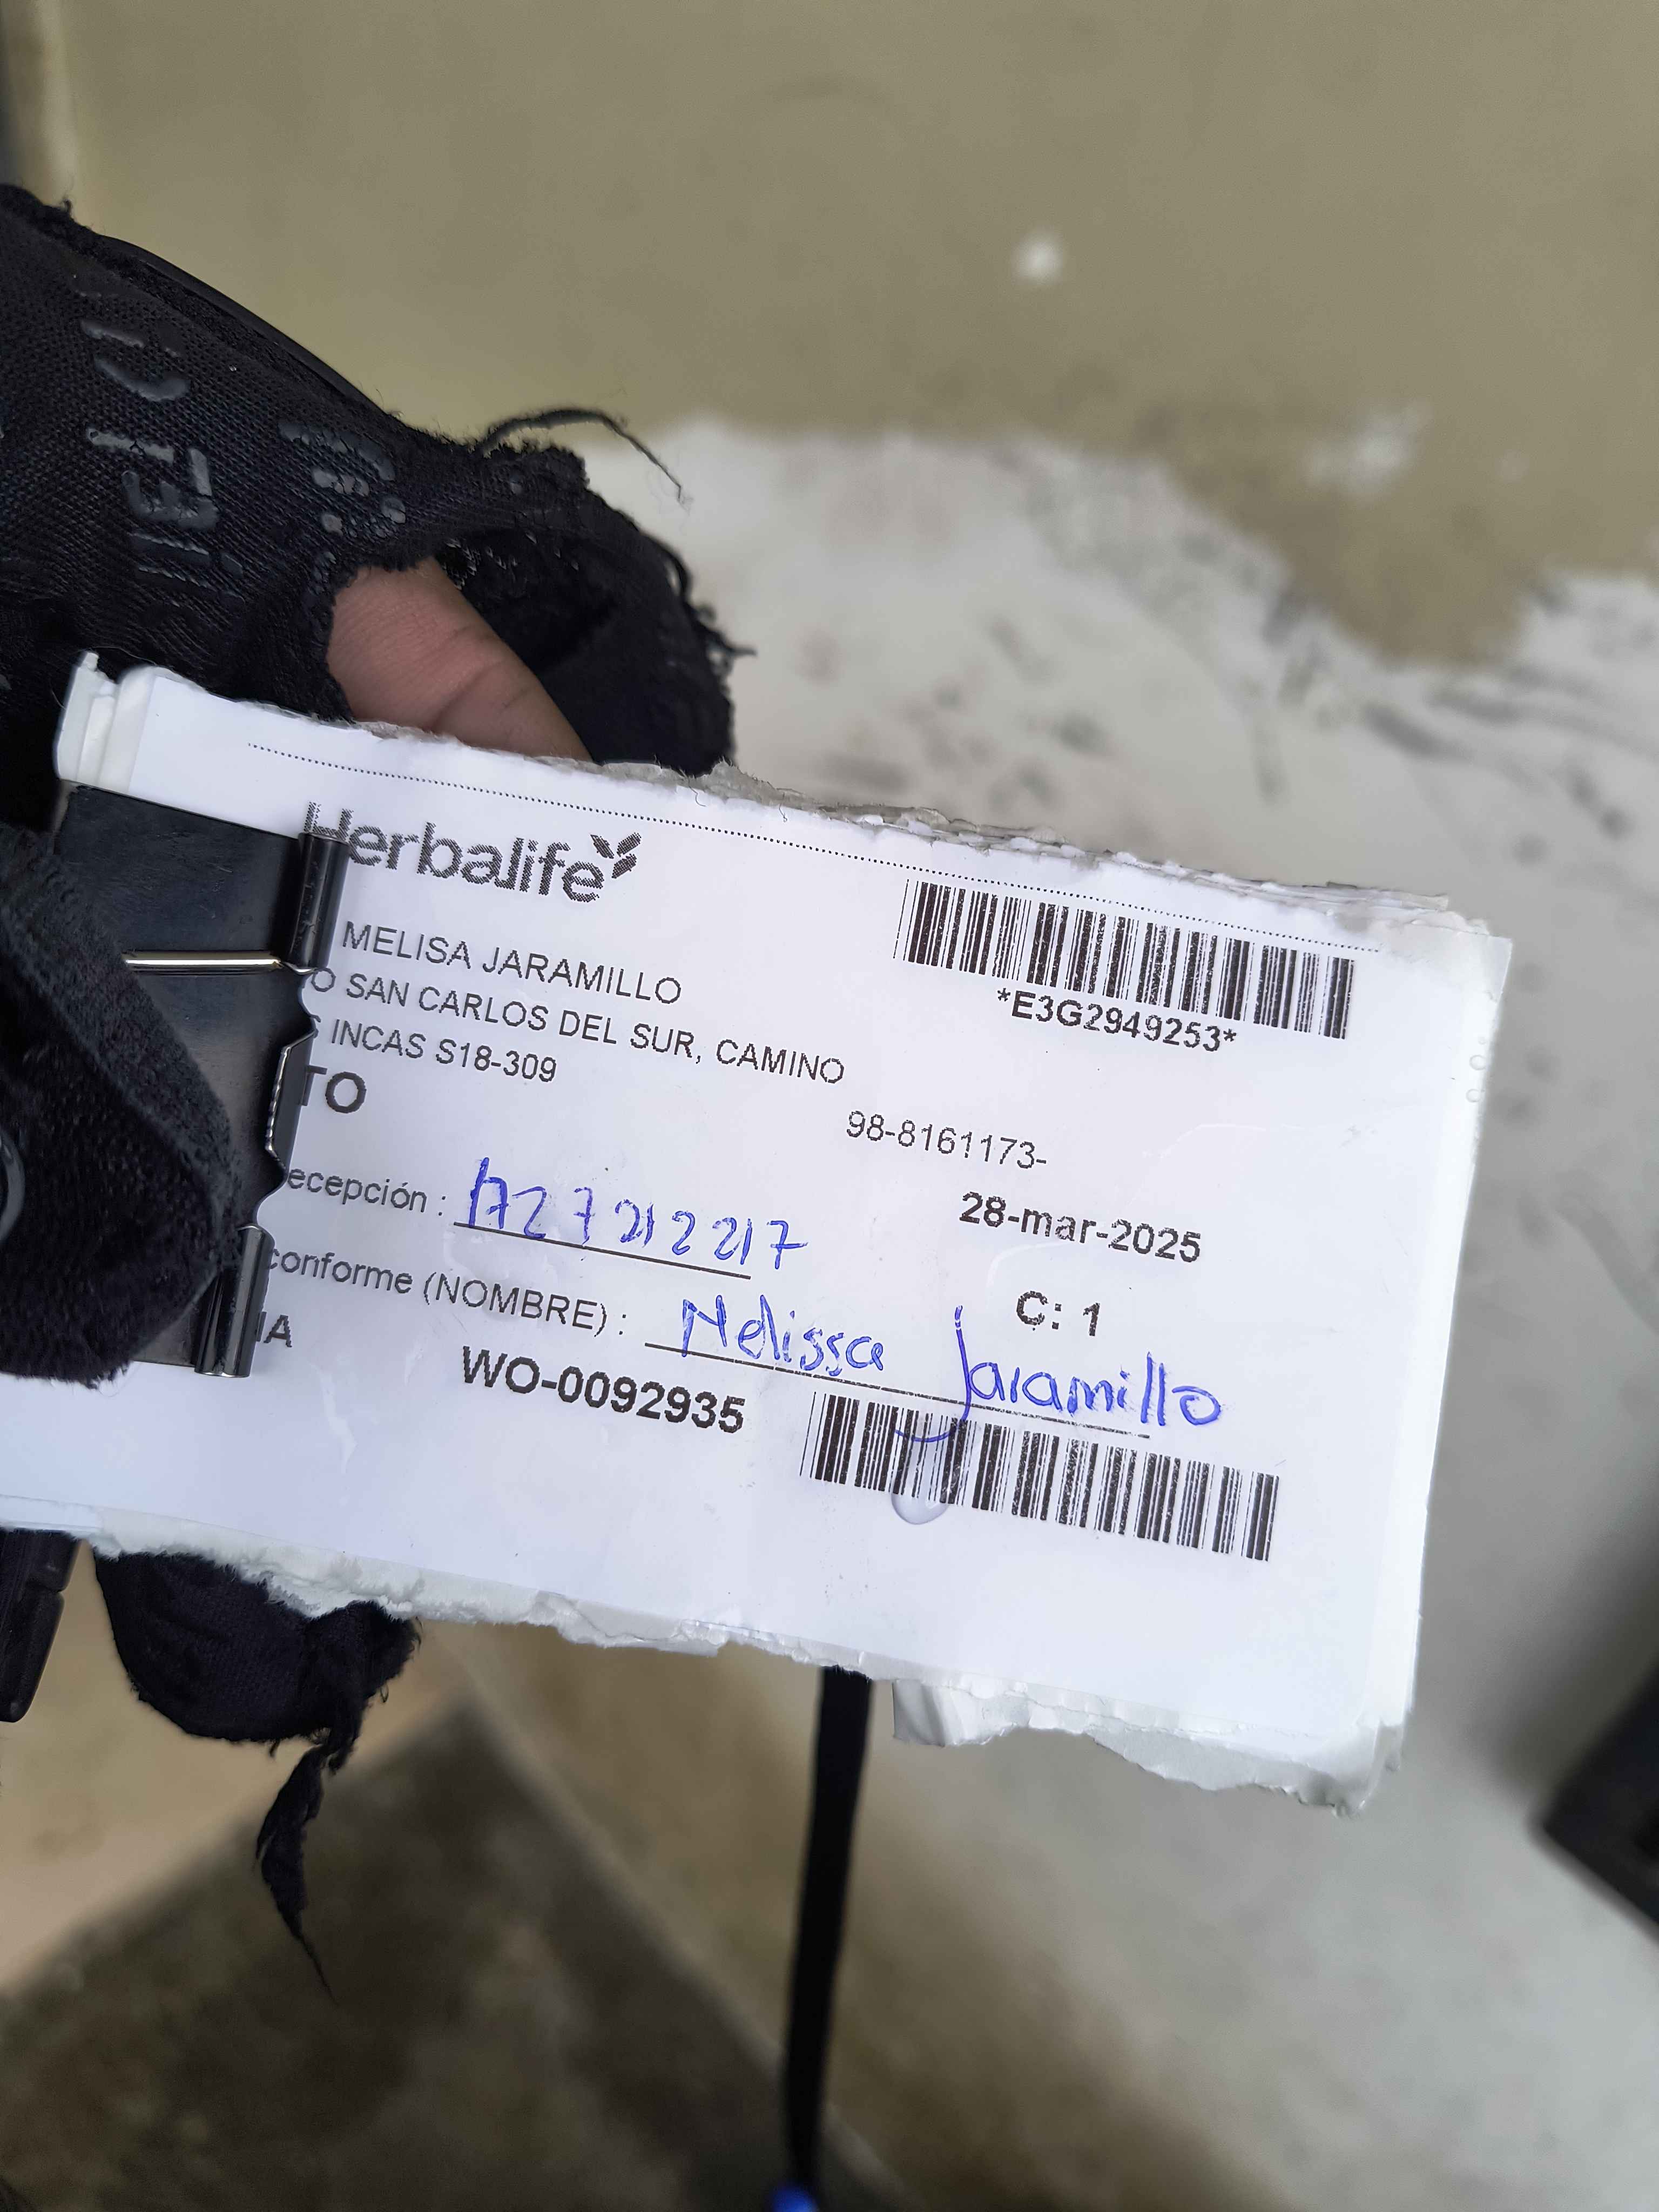 Herbalife
*E3G2949253*
MELISA JARAMILLO
O SAN CARLOS DEL SUR, CAMINO
S INCAS S18-309
TO
98-8161173-
28-mar-2025
ecepción :
C: 1
conforme (NOMBRE) : Melissa Jaramillo
IA
WO-0092935